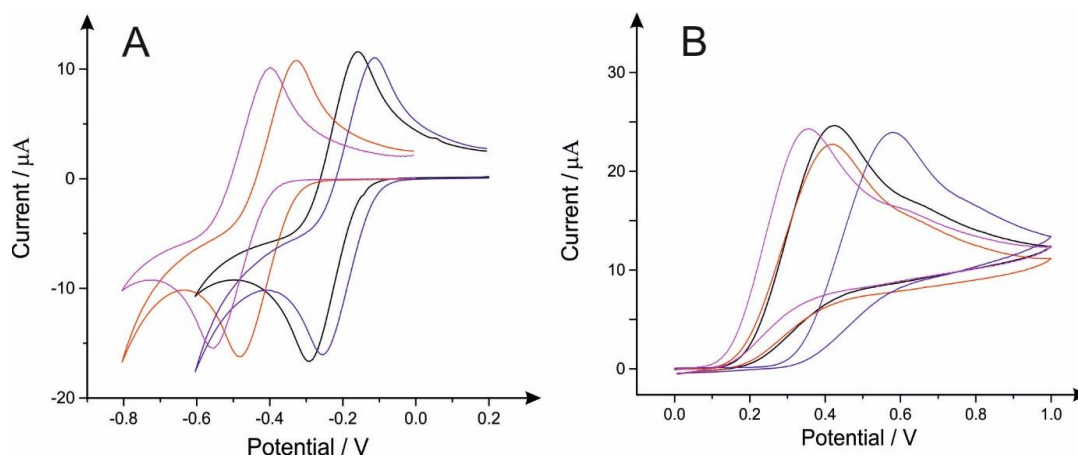 A
10
0
-10
-20
Current / μA
-0.8 -0.6 -0.4 -0.2 0.0 0.2
Potential / V
B
30
20
10
0
Current / μA
0.0 0.2 0.4 0.6 0.8 1.0
Potential / V